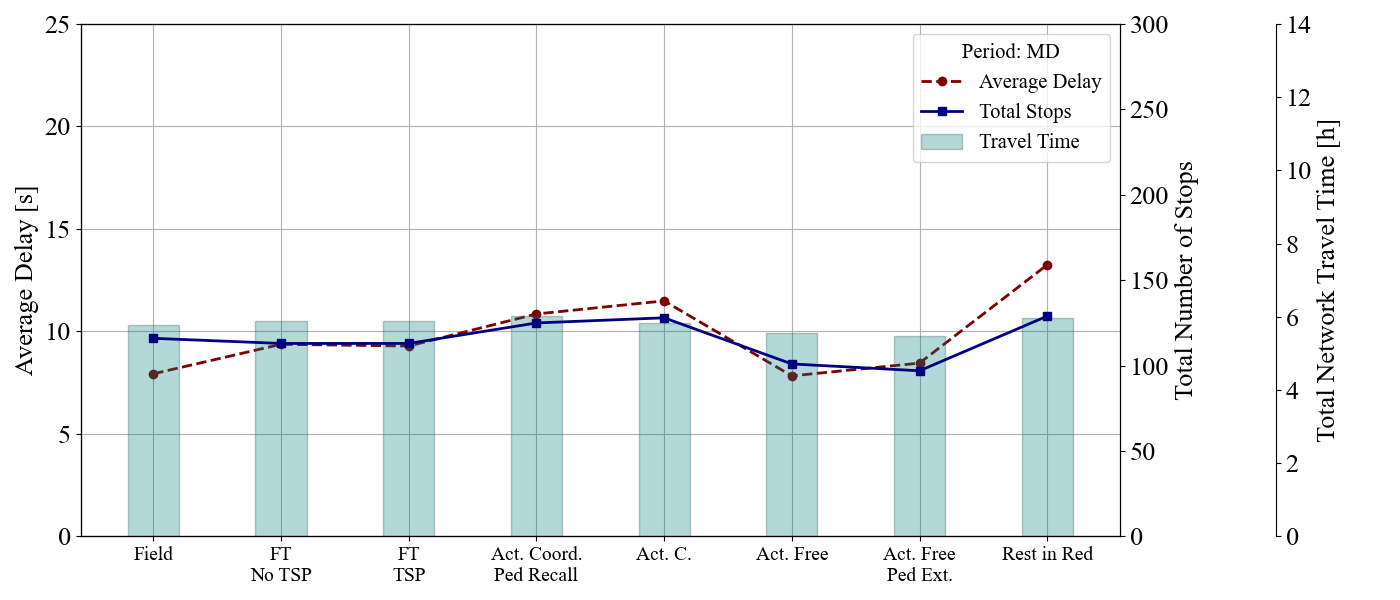 Average Delay [s]
25
20
15
10
5
0
Period: MD
Average Delay
Total Stops
Travel Time
300
250
200
150
100
50
0
Total Number of Stops
14
12
10
8
6
4
2
0
Total Network Travel Time [h]
Field
FT
No TSP
FT
TSP
Act. Coord.
Ped Recall
Act. C.
Act. Free
Act. Free
Ped Ext.
Rest in Red